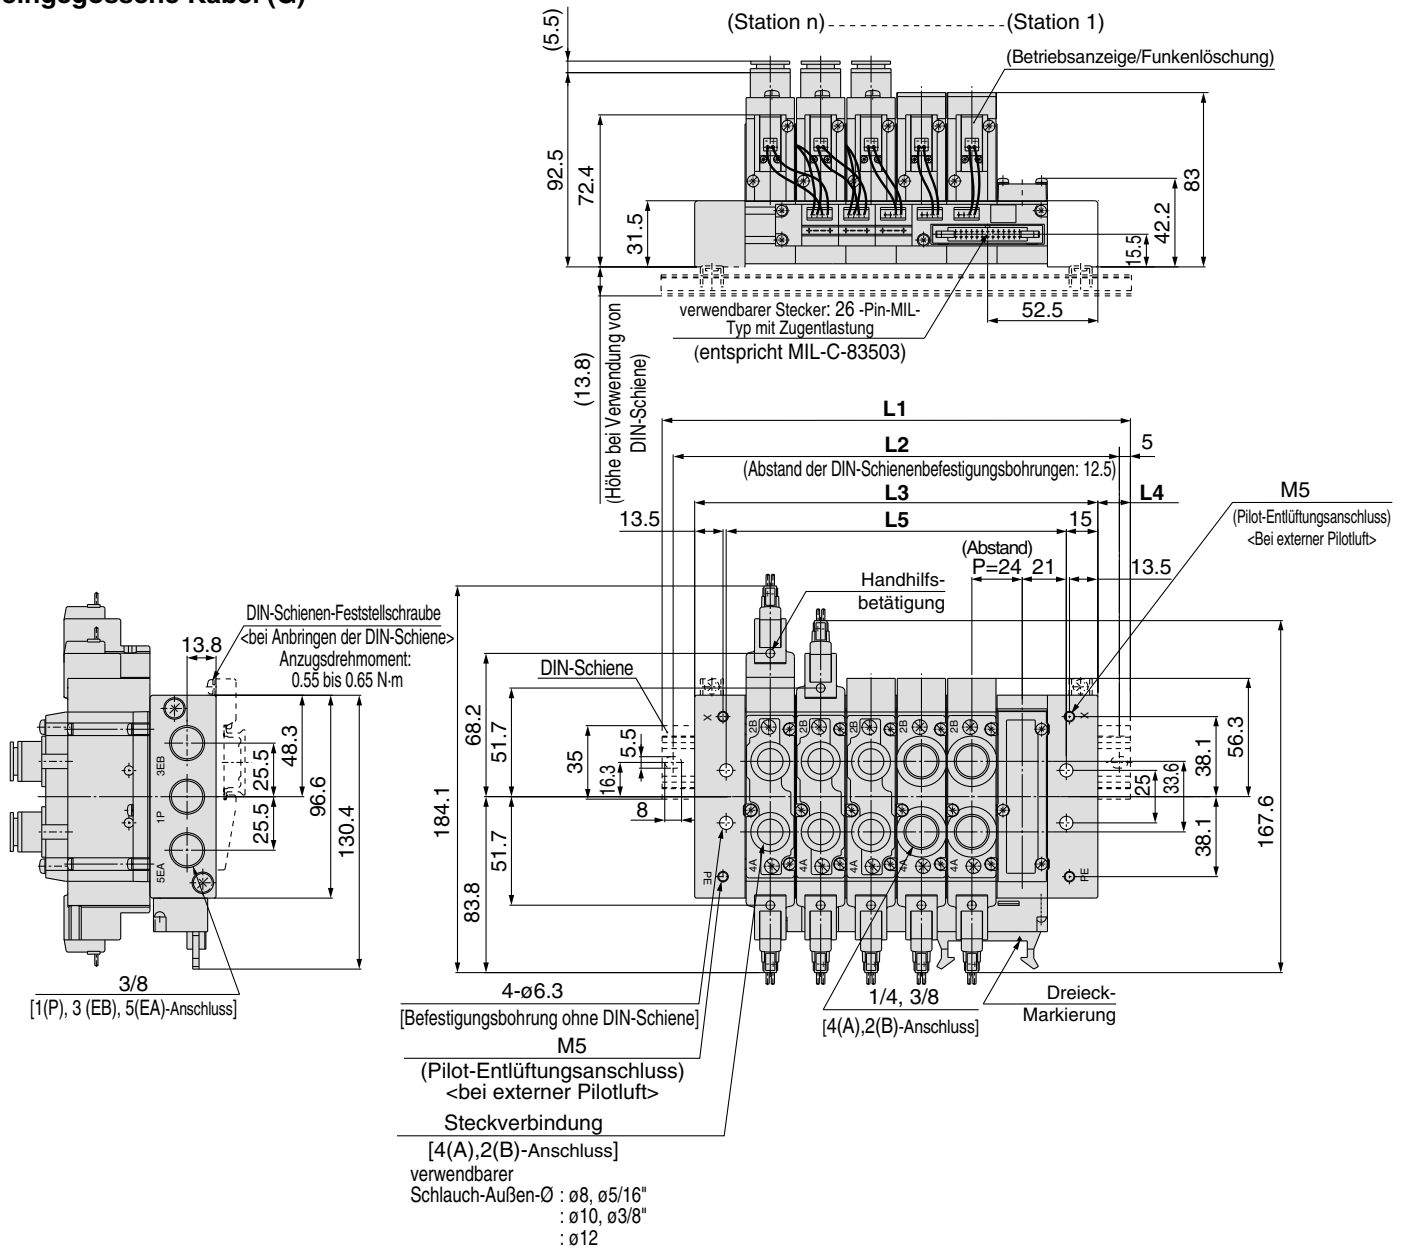 eingegossene Kabel (G)
(Station n)
(Station 1)
(Betriebsanzeige/Funkenlöschung)
(5.5)
92.5
72.4
31.5
83
42.2
15.5
52.5
verwendbarer Stecker: 26 -Pin-MIL-
Typ mit Zugentlastung
(entspricht MIL-C-83503)
(13.8)
(Höhe bei Verwendung von
DIN-Schiene)
L1
L2
5
(Abstand der DIN-Schienenbefestigungsbohrungen: 12.5)
L3
L4
13.5
L5
15
M5
(Pilot-Entlüftungsanschluss)
<Bei externer Pilotluft>
(Abstand)
P=24
21
13.5
Handhilfs-
betätigung
DIN-Schienen-Feststellschraube
<bei Anbringen der DIN-Schiene>
Anzugsdrehmoment:
0.55 bis 0.65 N·m
13.8
DIN-Schiene
48.3
25.5
25.5
96.6
130.4
3EB
1P
5EA
184.1
68.2
51.7
35
5.5
16.3
8
51.7
83.8
X
PE
2B
2B
2B
2B
2B
4A
4A
4A
4A
4A
X
PE
25
33.6
38.1
38.1
56.3
167.6
3/8
[1(P), 3 (EB), 5(EA)-Anschluss]
4-ø6.3
[Befestigungsbohrung ohne DIN-Schiene]
M5
(Pilot-Entlüftungsanschluss)
<bei externer Pilotluft>
Steckverbindung
[4(A),2(B)-Anschluss]
verwendbarer
Schlauch-Außen-Ø : ø8, ø5/16"
: ø10, ø3/8"
: ø12
1/4, 3/8
[4(A),2(B)-Anschluss]
Dreieck-
Markierung